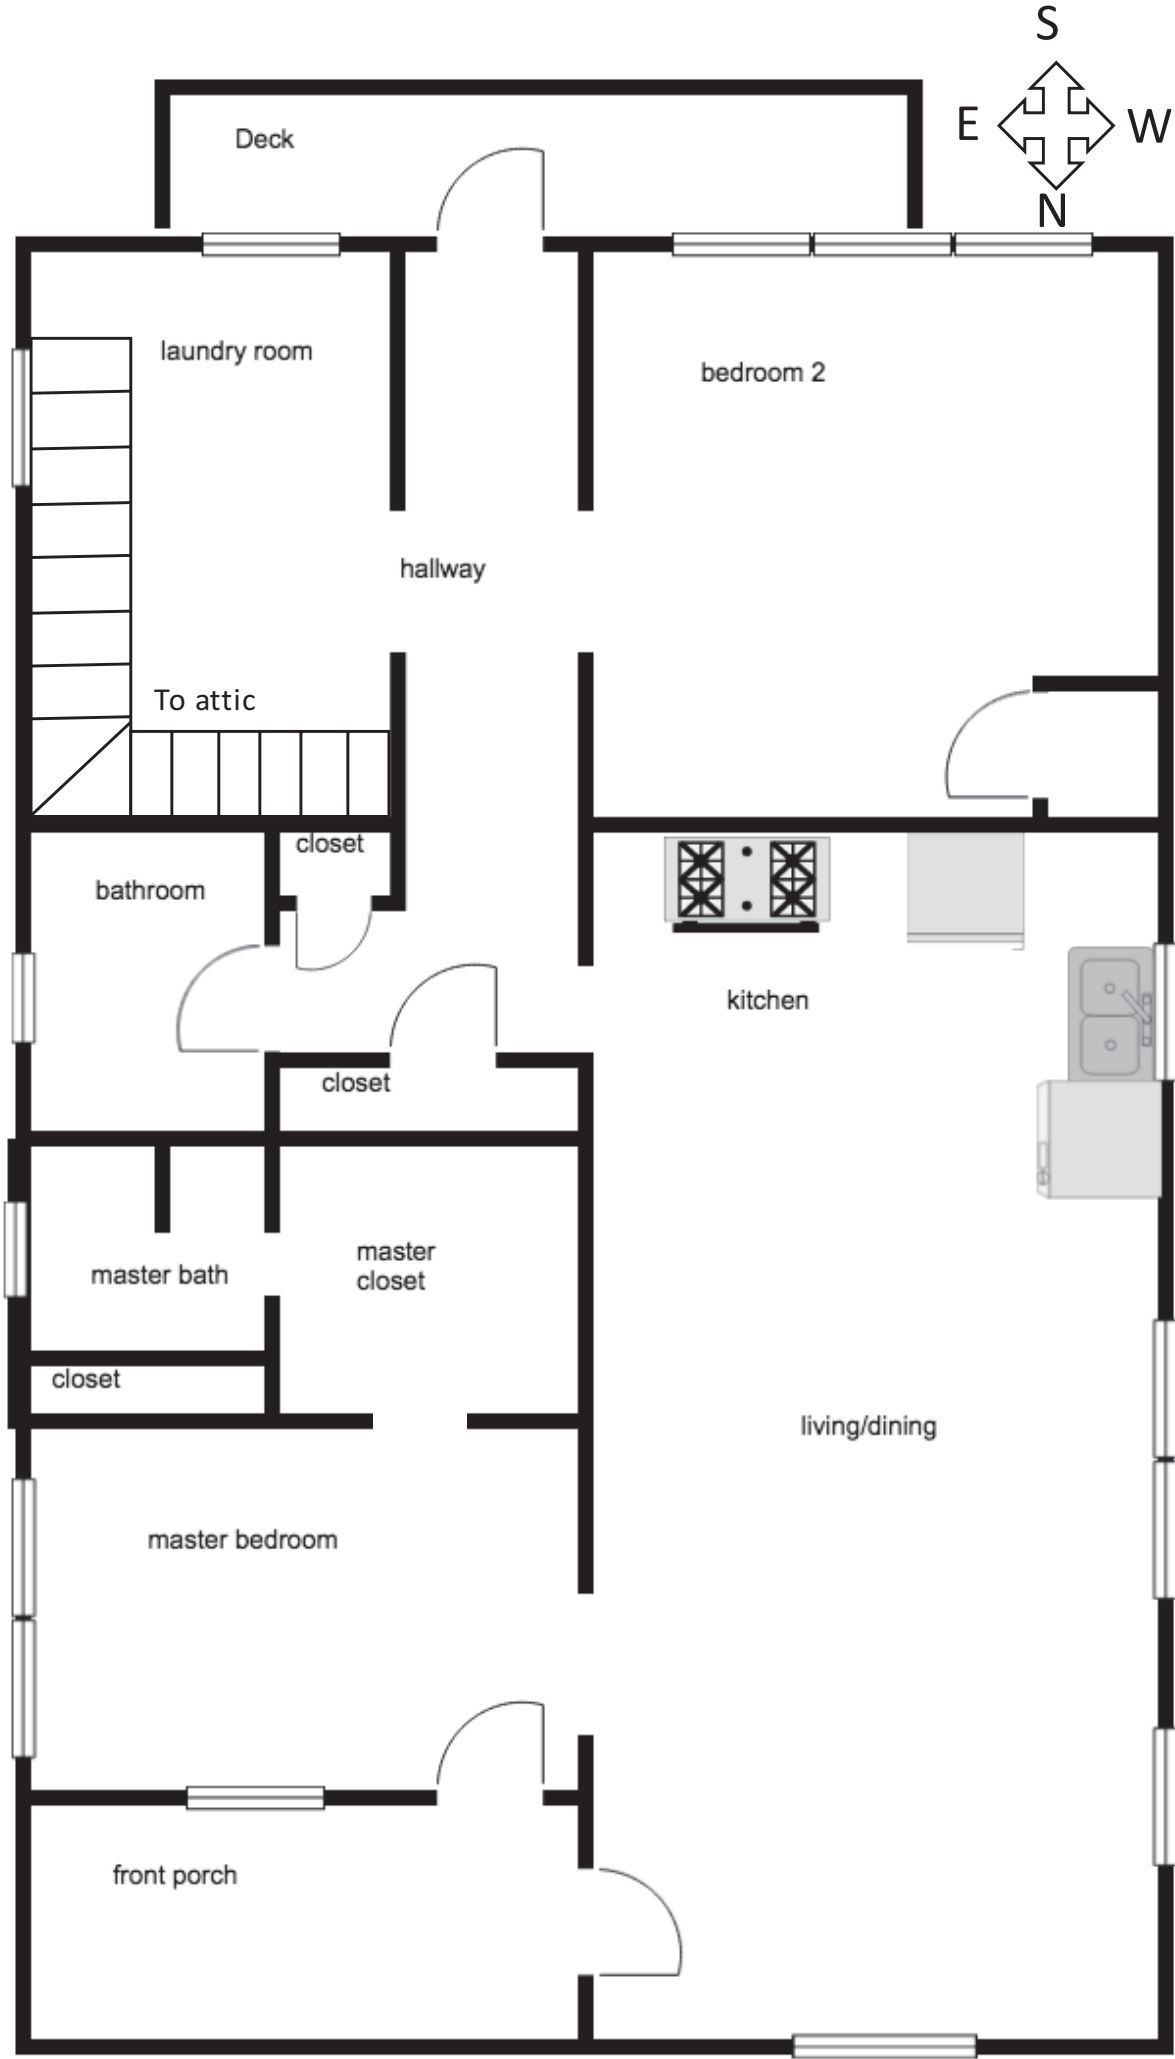 S
Deck
E
W
N
laundry room
bedroom 2
hallway
To attic
closet
bathroom
kitchen
closet
master
closet
master bath
closet
living/dining
master bedroom
front porch